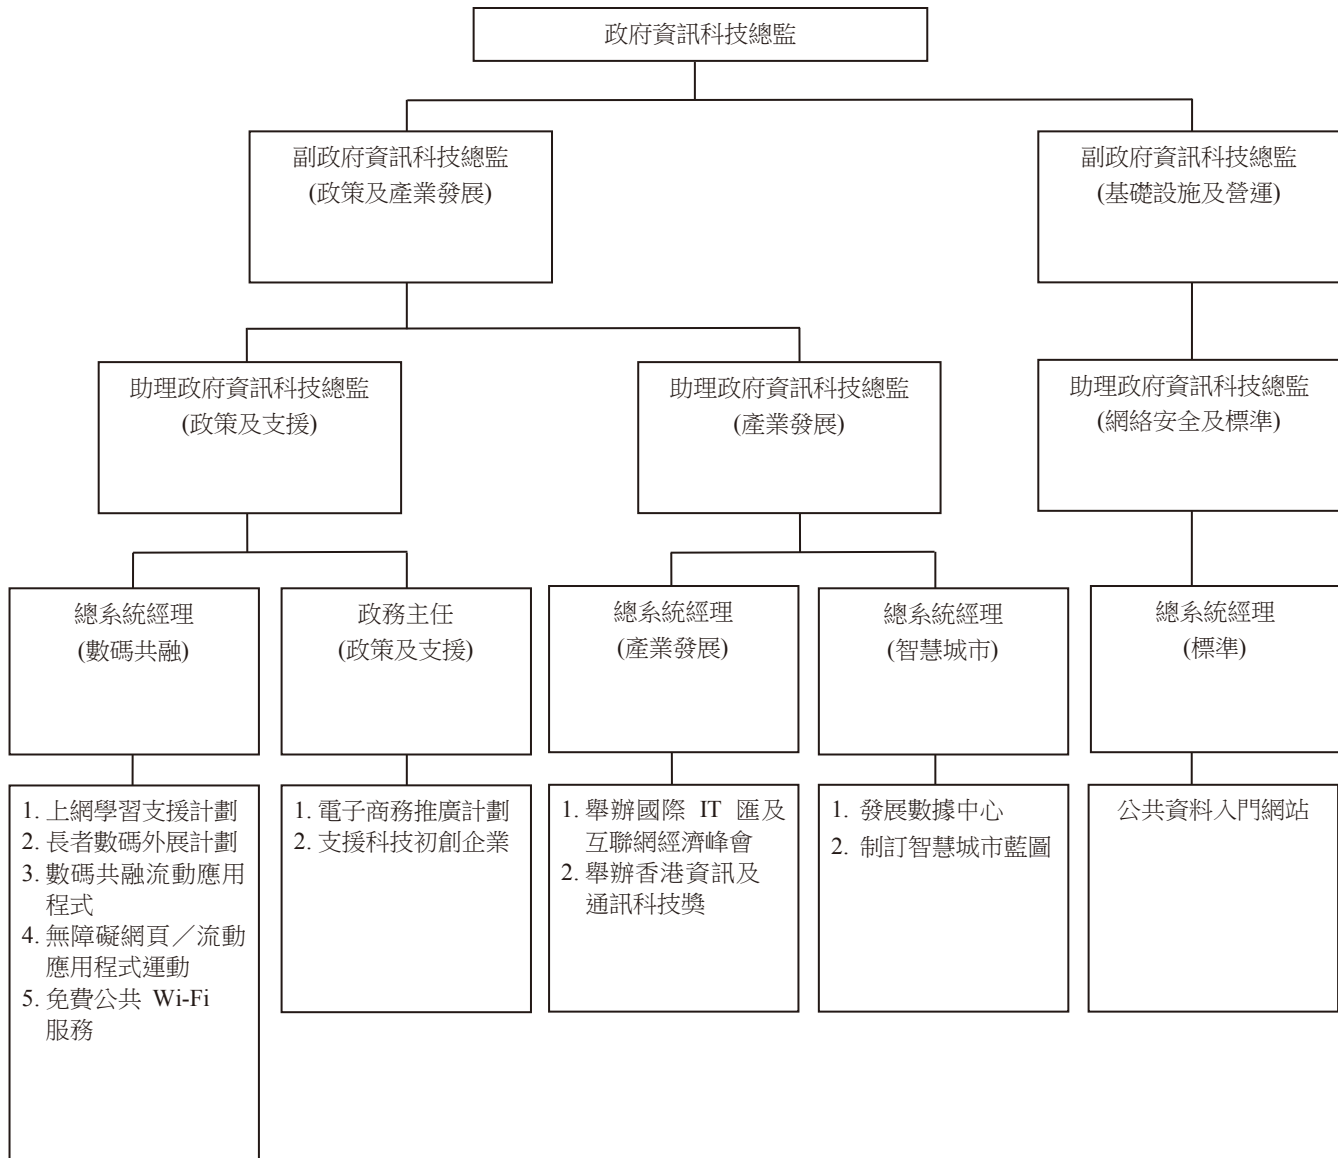 政府資訊科技總監
副政府資訊科技總監
(政策及產業發展)
副政府資訊科技總監
(基礎設施及營運)
助理政府資訊科技總監
(政策及支援)
助理政府資訊科技總監
(產業發展)
助理政府資訊科技總監
(網絡安全及標準)
總系統經理
(數碼共融)
政務主任
(政策及支援)
總系統經理
(產業發展)
總系統經理
(智慧城市)
總系統經理
(標準)
1. 上網學習支援計劃
2. 長者數碼外展計劃
3. 數碼共融流動應用
程式
4. 無障礙網頁／流動
應用程式運動
5. 免費公共 Wi-Fi
服務
1. 電子商務推廣計劃
2. 支援科技初創企業
1. 舉辦國際 IT 匯及
互聯網經濟峰會
2. 舉辦香港資訊及
通訊科技獎
1. 發展數據中心
2. 制訂智慧城市藍圖
公共資料入門網站